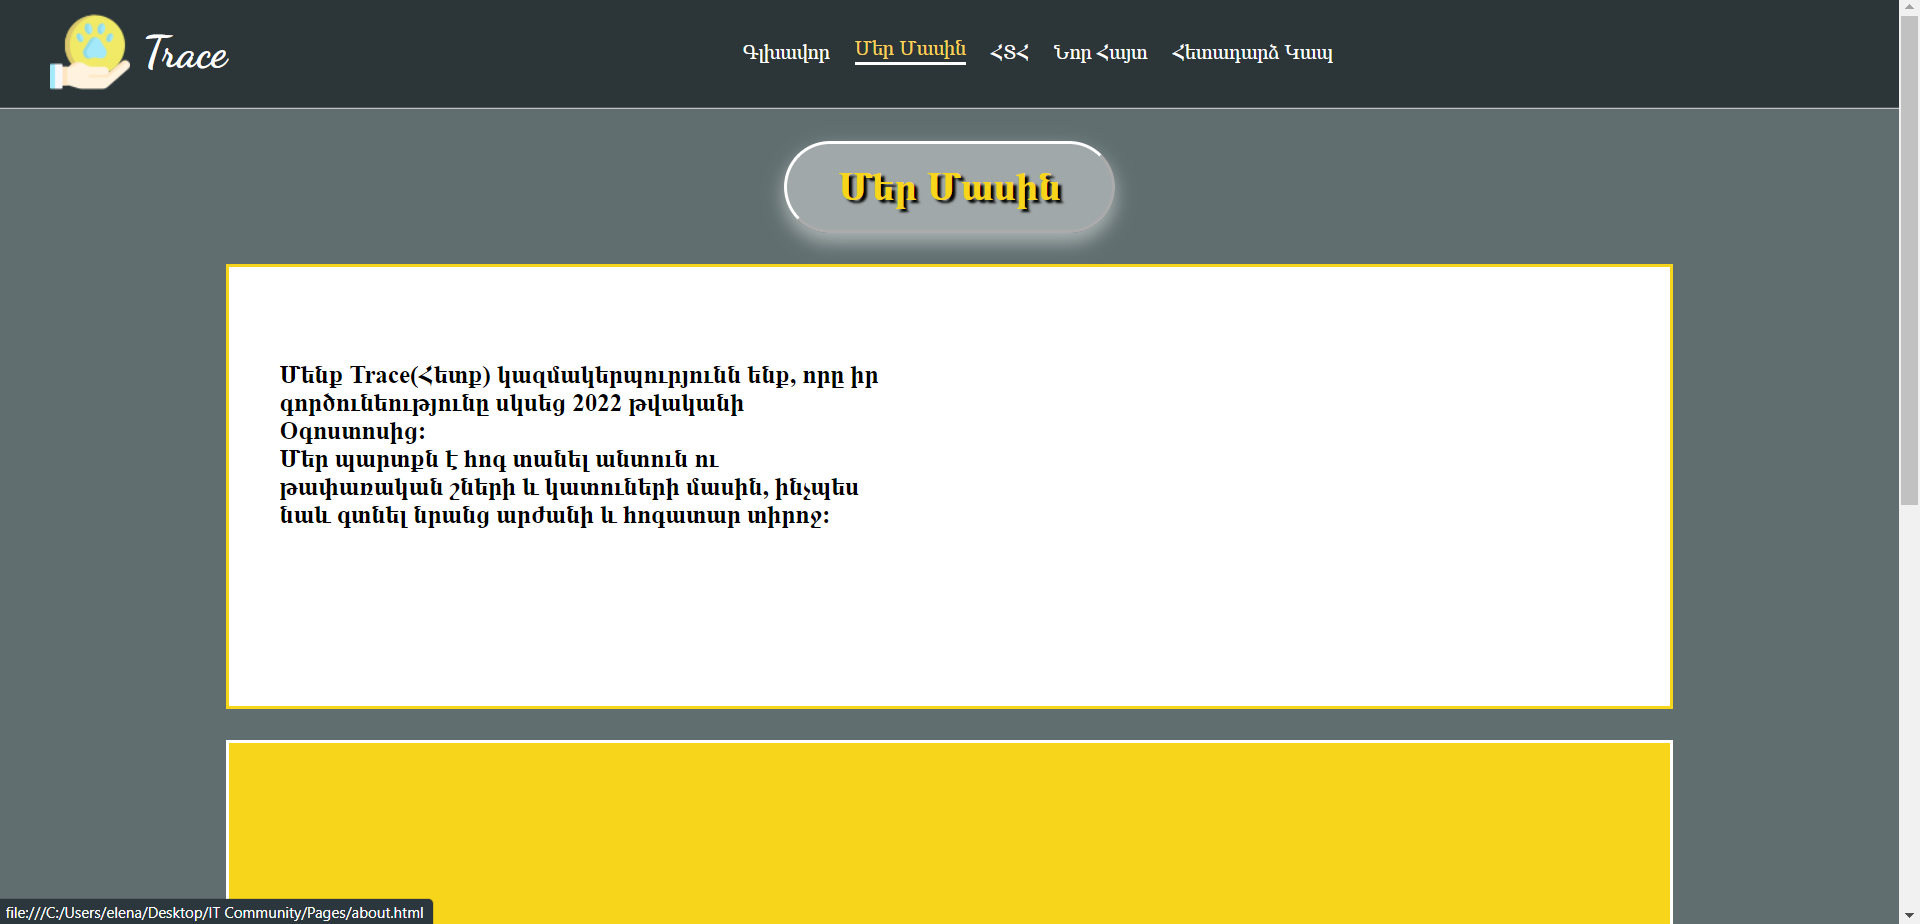 Trace
Գլխավոր Մեր Մասին ՀՏՀ Նոր Հայտ Հետադարձ Կապ
Մեր Մասին
Մենք Trace(Հետք) կազմակերպուրյունն ենք, որը իր
գործունեությունը սկսեց 2022 թվականի
Օգոստոսից:
Մեր պարտքն է հոգ տանել անտուն ու
թափառական շների և կատուների մասին, ինչպես
նաև գտնել նրանց արժանի և հոգատար տիրոջ:
file:///C:/Users/elena/Desktop/IT Community/Pages/about.html